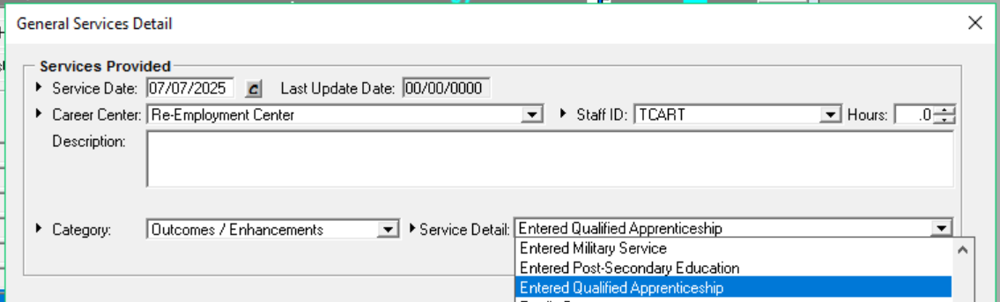 General Services Detail
Services Provided
Service Date: 07/07/2025 Last Update Date: 00/00/0000
Career Center: Re-Employment Center Staff ID: TCART Hours: .0
Description:
Category: Outcomes / Enhancements Service Detail: Entered Qualified Apprenticeship
Entered Military Service
Entered Post-Secondary Education
Entered Qualified Apprenticeship